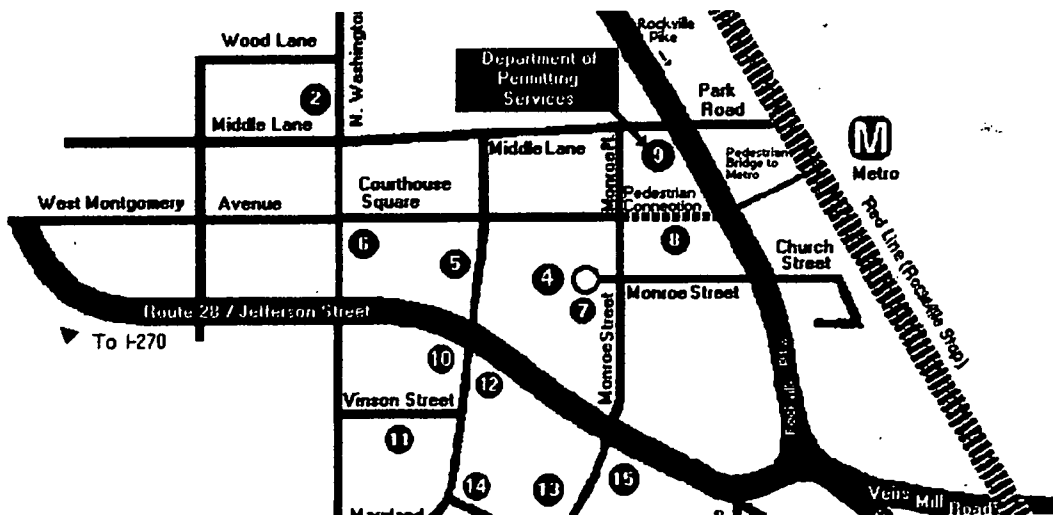 Rockville
Pike
Wood Lane
N. Washington
Department of
Permitting
Services
Park
Road
2
Middle Lane
Middle Lane
Monroe Pl.
9
Pedestrian
Bridge to
Metro
M
Metro
Courthouse
Square
Pedestrian
Connection
West Montgomery
Avenue
6
5
8
4
7
Church
Street
Monroe Street
Red Line (Rockville Stop)
Route 28 / Jefferson Street
To I-270
Monroe Street
Rockville Pike
10
12
Vinson Street
11
14
13
15
Veirs Mill Road
Maryland